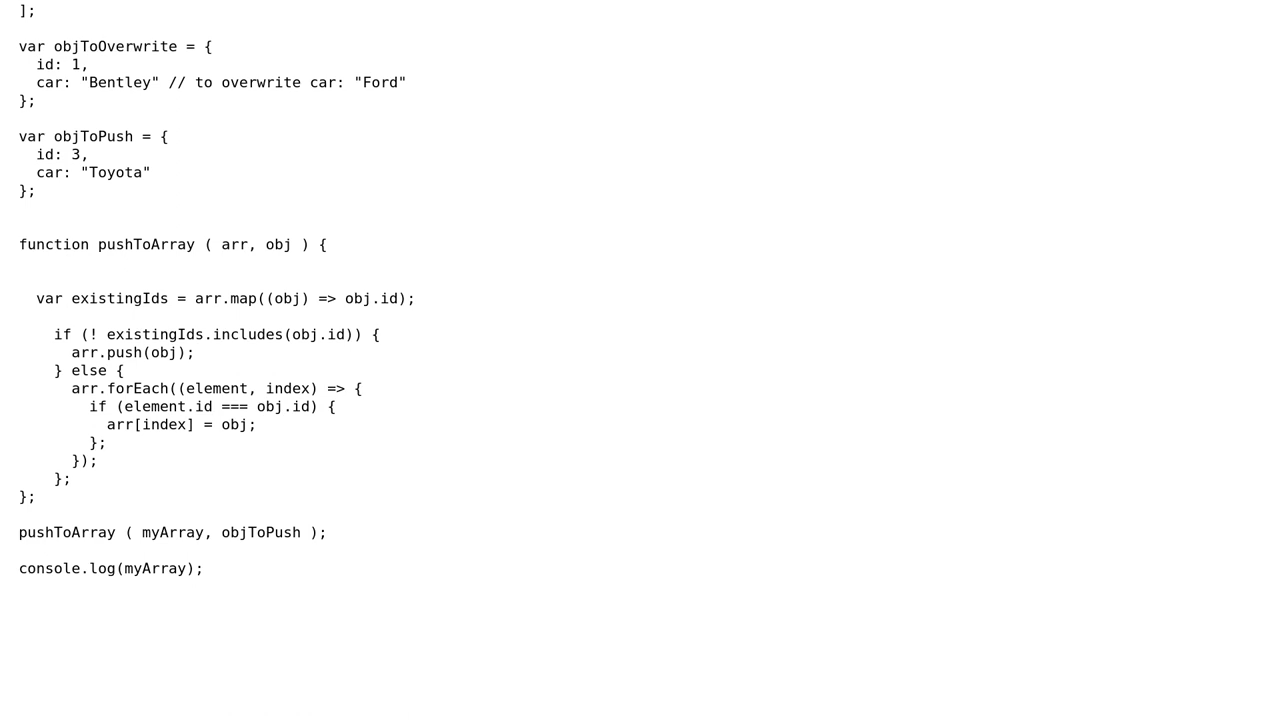 ];
var objToOverwrite = {
  id: 1,
  car: "Bentley" // to overwrite car: "Ford"
};
var objToPush = {
  id: 3,
  car: "Toyota"
};
function pushToArray ( arr, obj ) {
  var existingIds = arr.map((obj) => obj.id);
    if (! existingIds.includes(obj.id)) {
      arr.push(obj);
    } else {
      arr.forEach((element, index) => {
        if (element.id === obj.id) {
          arr[index] = obj;
        };
      });
    };
};
pushToArray ( myArray, objToPush );
console.log(myArray);